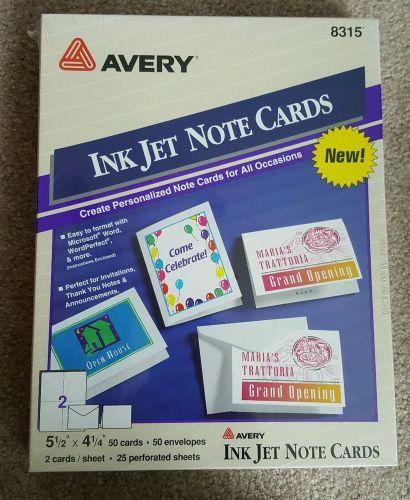 8315
AVERY
INK JET NOTE CARDS
New!
Create Personalized Note Cards for All Occasions
Easy to format with
Microsoft® Word,
WordPerfect®,
& more.
(Instructions Enclosed)
Perfect for Invitations,
Thank You Notes &
Announcements.
Come
Celebrate!
MARIA'S
TRATTORIA
Grand Opening
R.S.V.P.
OPEN HOUSE
MARIA'S
TRATTORIA
Grand Opening
2
5 1/2" x 4 1/4" 50 cards • 50 envelopes
2 cards / sheet • 25 perforated sheets
AVERY
INK JET NOTE CARDS